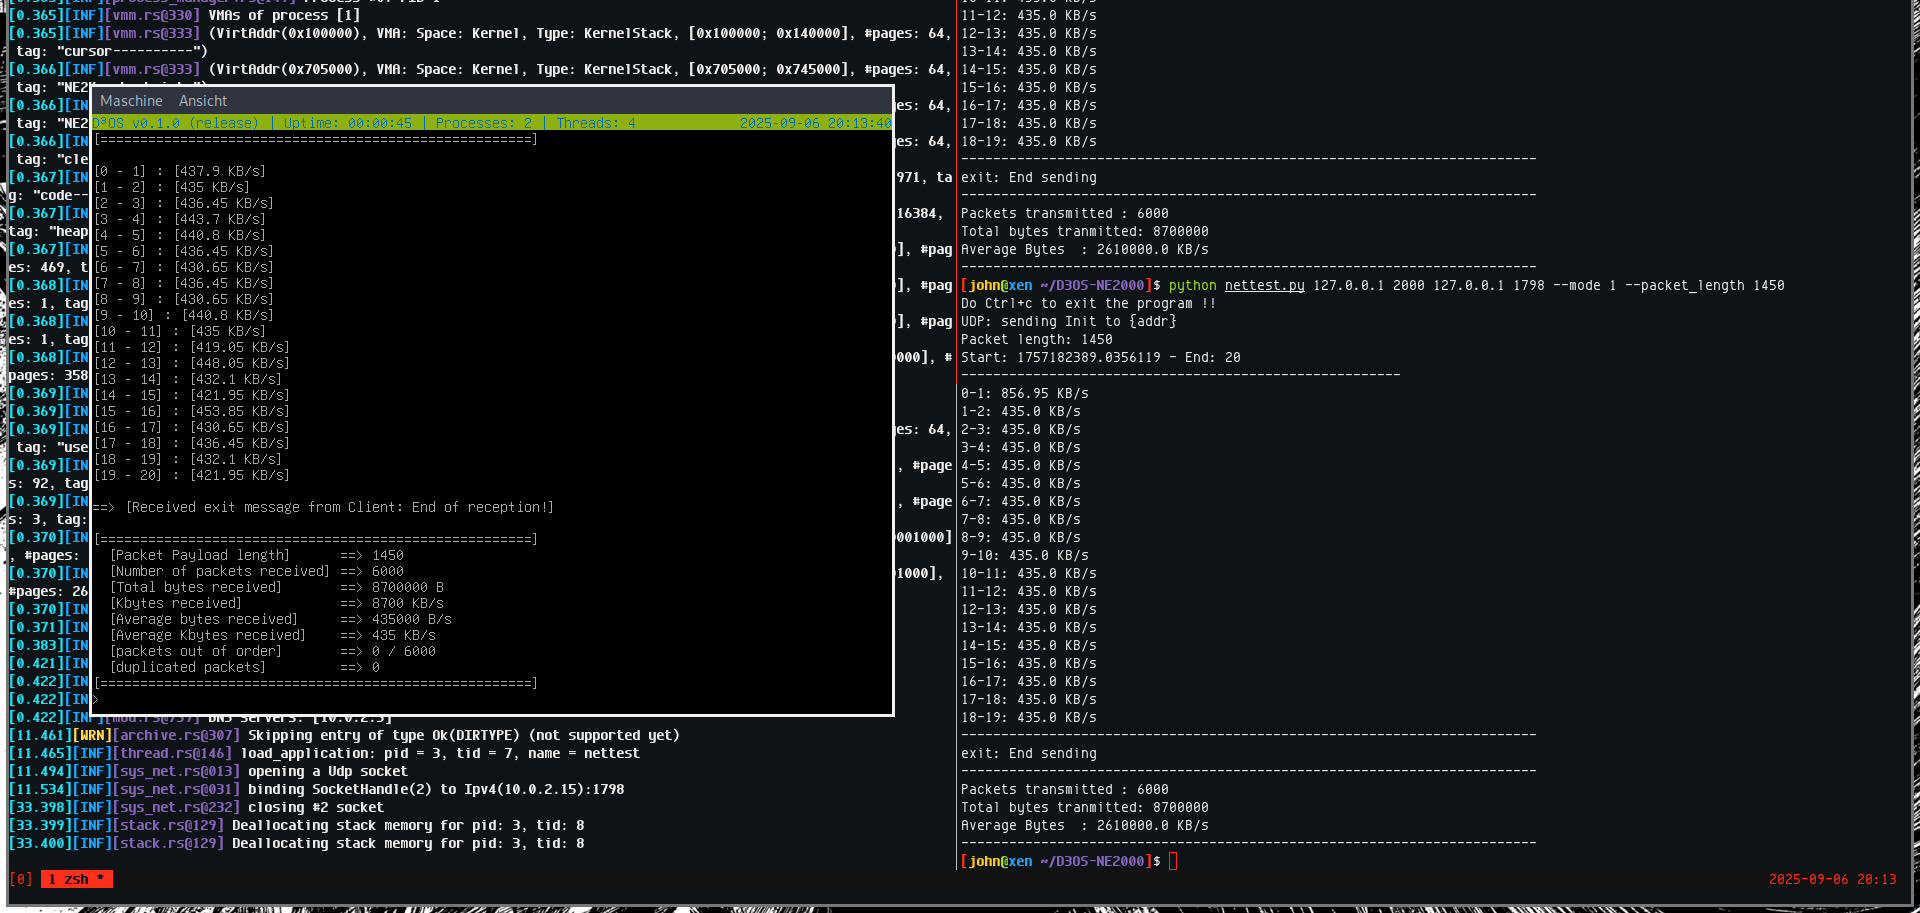 [0.365][INF][process_manager.rs@147] Process
[0.365][INF][vmm.rs@330] VMAs of process [1]
[0.365][INF][vmm.rs@333] (VirtAddr(0x100000), VMA: Space: Kernel, Type: KernelStack, [0x100000; 0x140000], #pages: 64,
tag: "cursor----------")
[0.366][INF][vmm.rs@333] (VirtAddr(0x705000), VMA: Space: Kernel, Type: KernelStack, [0x705000; 0x745000], #pages: 64,
tag: "NE2
[0.366][IN es: 64,
tag: "NE2
[0.366][IN es: 64,
tag: "cle
[0.367][IN 971, ta
g: "code--
[0.367][IN 16384,
tag: "heap
[0.367][IN ], #pag
es: 469, t
[0.368][IN ], #pag
es: 1, tag
[0.368][IN ], #pag
es: 1, tag
[0.368][IN 000], #
pages: 358
[0.369][IN
[0.369][IN
[0.369][IN es: 64,
tag: "use
[0.369][IN , #page
s: 92, tag
[0.369][IN , #page
s: 3, tag:
[0.370][IN 0001000]
, #pages:
[0.370][IN 1000],
#pages: 26
[0.370][IN
[0.371][IN
[0.383][IN
[0.421][IN
[0.422][IN
[0.422][IN
[0.422][INF][mod.rs@737] DNS servers: [10.0.2.3]
[11.461][WRN][archive.rs@307] Skipping entry of type Ok(DIRTYPE) (not supported yet)
[11.465][INF][thread.rs@146] load_application: pid = 3, tid = 7, name = nettest
[11.494][INF][sys_net.rs@013] opening a Udp socket
[11.534][INF][sys_net.rs@031] binding SocketHandle(2) to Ipv4(10.0.2.15):1798
[33.398][INF][sys_net.rs@232] closing #2 socket
[33.399][INF][stack.rs@129] Deallocating stack memory for pid: 3, tid: 8
[33.400][INF][stack.rs@129] Deallocating stack memory for pid: 3, tid: 8
Maschine Ansicht
D³OS v0.1.0 (release) | Uptime: 00:00:45 | Processes: 2 | Threads: 4 2025-09-06 20:13:40
[======================================================]
[0 - 1] : [437.9 KB/s]
[1 - 2] : [435 KB/s]
[2 - 3] : [436.45 KB/s]
[3 - 4] : [443.7 KB/s]
[4 - 5] : [440.8 KB/s]
[5 - 6] : [436.45 KB/s]
[6 - 7] : [430.65 KB/s]
[7 - 8] : [436.45 KB/s]
[8 - 9] : [430.65 KB/s]
[9 - 10] : [440.8 KB/s]
[10 - 11] : [435 KB/s]
[11 - 12] : [419.05 KB/s]
[12 - 13] : [448.05 KB/s]
[13 - 14] : [432.1 KB/s]
[14 - 15] : [421.95 KB/s]
[15 - 16] : [453.85 KB/s]
[16 - 17] : [430.65 KB/s]
[17 - 18] : [436.45 KB/s]
[18 - 19] : [432.1 KB/s]
[19 - 20] : [421.95 KB/s]
==> [Received exit message from Client: End of reception!]
[======================================================]
[Packet Payload length] ==> 1450
[Number of packets received] ==> 6000
[Total bytes received] ==> 8700000 B
[Kbytes received] ==> 8700 KB/s
[Average bytes received] ==> 435000 B/s
[Average Kbytes received] ==> 435 KB/s
[packets out of order] ==> 0 / 6000
[duplicated packets] ==> 0
[======================================================]
>
10-11: 435.0 KB/s
11-12: 435.0 KB/s
12-13: 435.0 KB/s
13-14: 435.0 KB/s
14-15: 435.0 KB/s
15-16: 435.0 KB/s
16-17: 435.0 KB/s
17-18: 435.0 KB/s
18-19: 435.0 KB/s
------------------------------------------------------------------------
exit: End sending
------------------------------------------------------------------------
Packets transmitted : 6000
Total bytes tranmitted: 8700000
Average Bytes : 2610000.0 KB/s
------------------------------------------------------------------------
[john@xen ~/D3OS-NE2000]$ python nettest.py 127.0.0.1 2000 127.0.0.1 1798 --mode 1 --packet_length 1450
Do Ctrl+c to exit the program !!
UDP: sending Init to {addr}
Packet length: 1450
Start: 1757182389.0356119 - End: 20
-------------------------------------------------------
0-1: 856.95 KB/s
1-2: 435.0 KB/s
2-3: 435.0 KB/s
3-4: 435.0 KB/s
4-5: 435.0 KB/s
5-6: 435.0 KB/s
6-7: 435.0 KB/s
7-8: 435.0 KB/s
8-9: 435.0 KB/s
9-10: 435.0 KB/s
10-11: 435.0 KB/s
11-12: 435.0 KB/s
12-13: 435.0 KB/s
13-14: 435.0 KB/s
14-15: 435.0 KB/s
15-16: 435.0 KB/s
16-17: 435.0 KB/s
17-18: 435.0 KB/s
18-19: 435.0 KB/s
------------------------------------------------------------------------
exit: End sending
------------------------------------------------------------------------
Packets transmitted : 6000
Total bytes tranmitted: 8700000
Average Bytes : 2610000.0 KB/s
------------------------------------------------------------------------
[john@xen ~/D3OS-NE2000]$
[0] 1 zsh * 2025-09-06 20:13